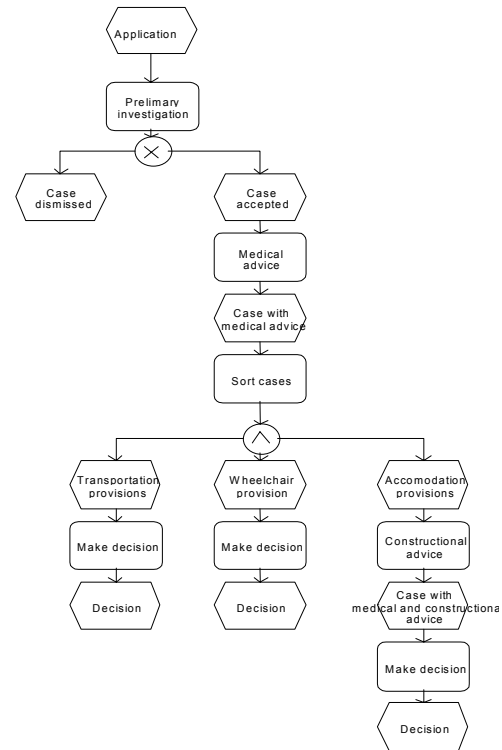 Application
Prelimary
investigation
Case
dismissed
Case
accepted
Medical
advice
Case with
medical advice
Sort cases
Transportation
provisions
Wheelchair
provision
Accomodation
provisions
Make decision
Make decision
Constructional
advice
Decision
Decision
Case with
medical and constructional
advice
Make decision
Decision